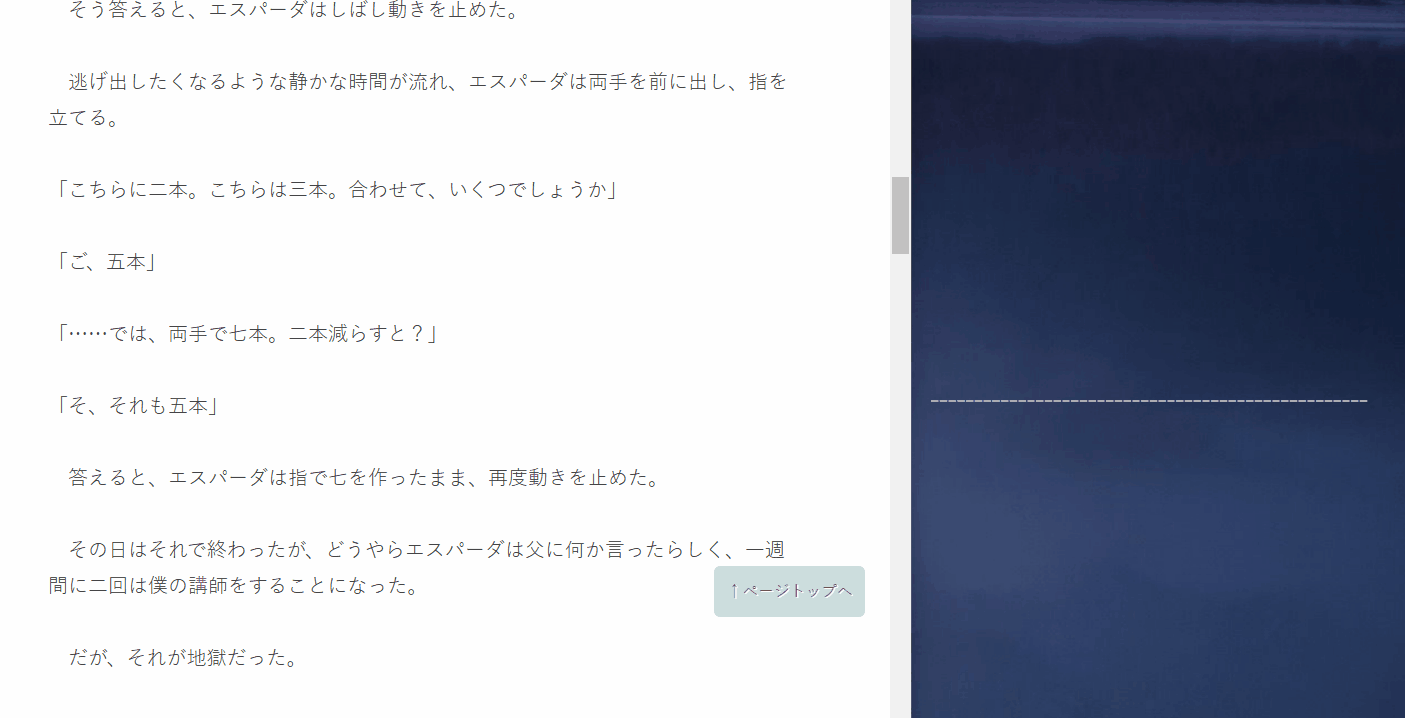 そう答えると、エスパーダはしばし動きを止めた。
逃げ出したくなるような静かな時間が流れ、エスパーダは両手を前に出し、指を
立てる。
「こちらに二本。こちらは三本。合わせて、いくつでしょうか」
「ご、五本」
「……では、両手で七本。二本減らすと？」
「そ、それも五本」
答えると、エスパーダは指で七を作ったまま、再度動きを止めた。
その日はそれで終わったが、どうやらエスパーダは父に何か言ったらしく、一週
間に二回は僕の講師をすることになった。
↑ページトップへ
だが、それが地獄だった。